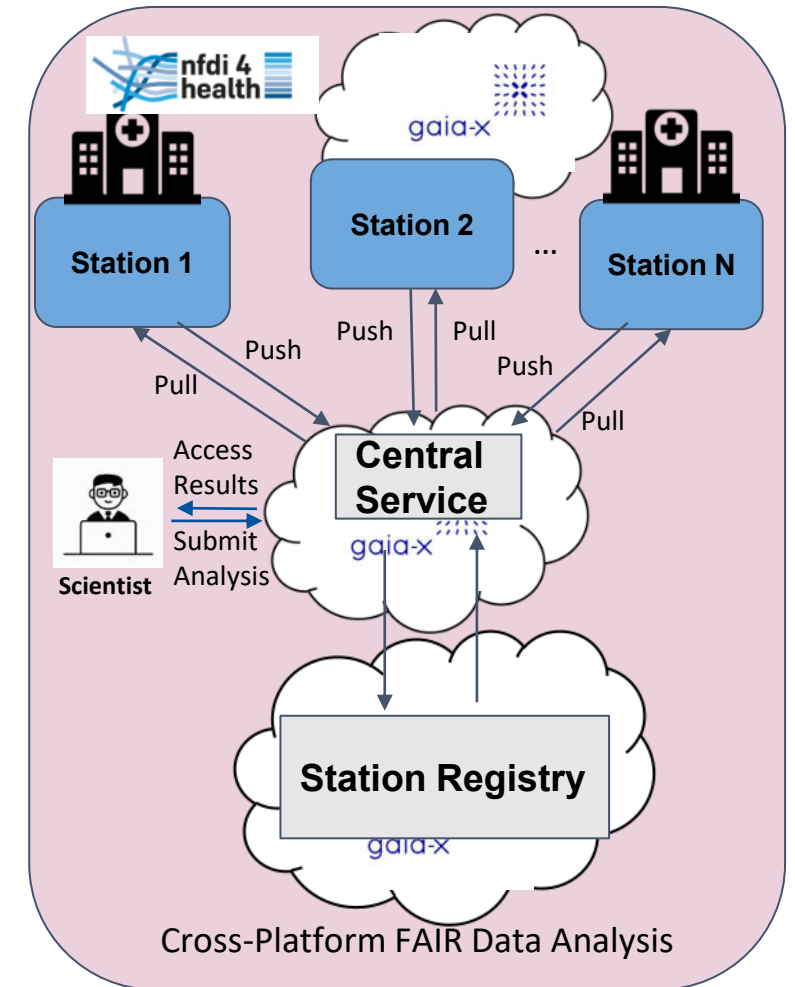 nfdi 4
health
gaia-x
Station 1
Station 2
...
Station N
Push
Pull
Push
Pull
Push
Pull
Access
Results
Submit
Analysis
Scientist
Central
Service
gaia-x
Station Registry
gaia-x
Cross-Platform FAIR Data Analysis